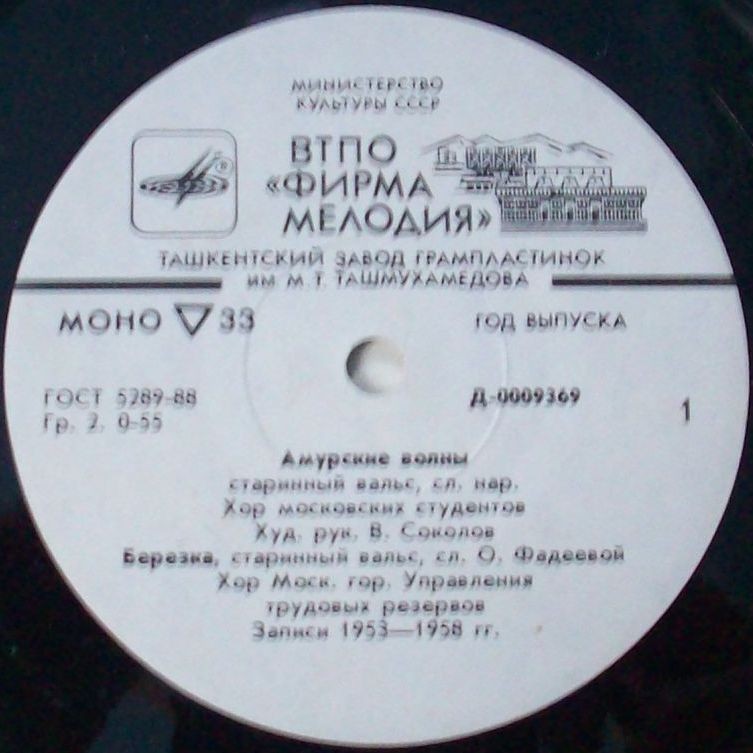 МИНИСТЕРСТВО
КУЛЬТУРЫ СССР
ВТПО
«ФИРМА
МЕЛОДИЯ»
ТАШКЕНТСКИЙ ЗАВОД ГРАМПЛАСТИНОК
ИМ М.Т. ТАШМУХАМЕДОВА
МОНО 33
ГОД ВЫПУСКА
ГОСТ 5289-88
Гр. 2. 0-55
Д-0009369
1
Амурские волны
старинный вальс, сл. нар.
Хор московских студентов
Худ. рук. В. Соколов
Березка, старинный вальс, сл. О. Фадеевой
Хор Моск. гор. Управления
трудовых резервов
Записи 1953—1958 гг.